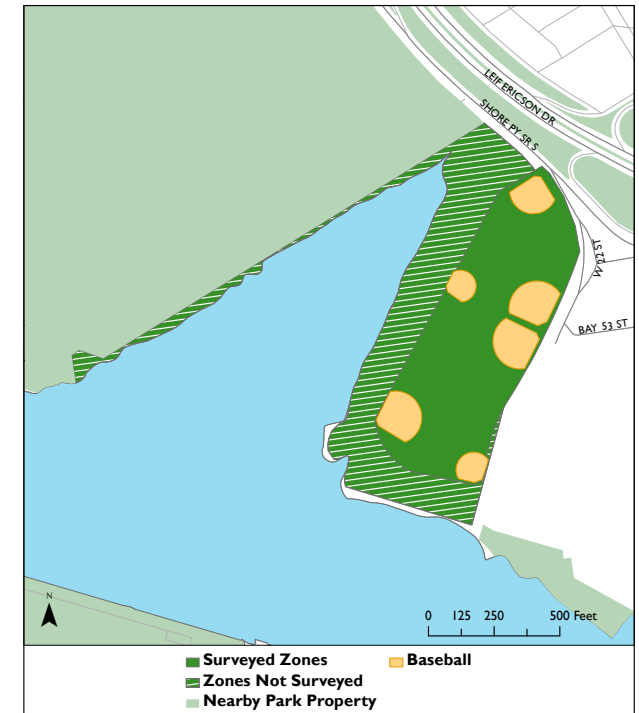 LEIF ERICSON DR
SHORE PY SR S
W 22 ST
BAY 53 ST
N
0 125 250 500 Feet
Surveyed Zones
Baseball
Zones Not Surveyed
Nearby Park Property